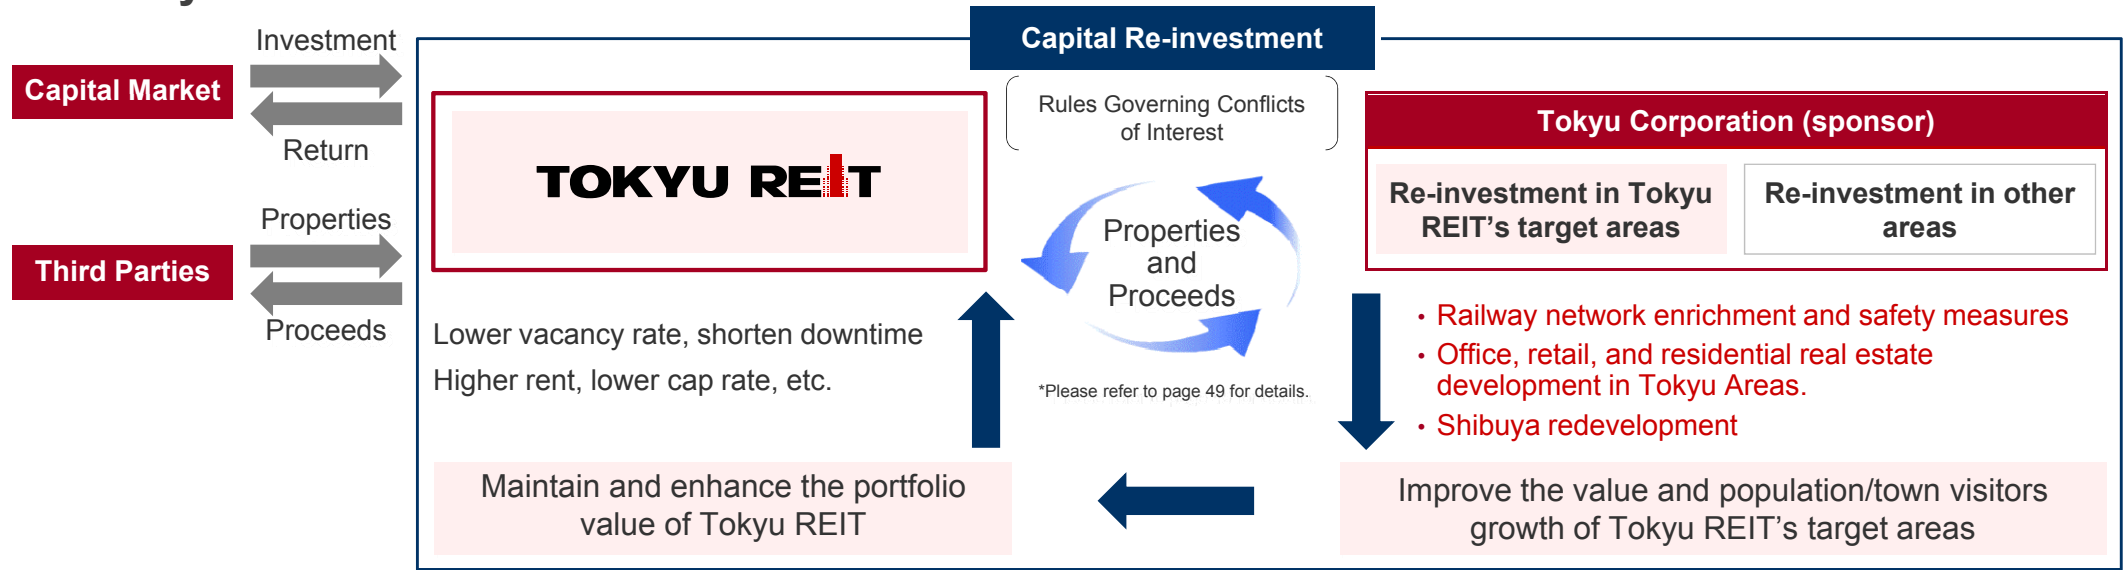 Capital Re-investment
Investment
Capital Market
Return
Properties
Third Parties
Proceeds
TOKYU REIT
Rules Governing Conflicts
of Interest
Properties
and
Proceeds
*Please refer to page 49 for details.
Tokyu Corporation (sponsor)
Re-investment in Tokyu
REIT’s target areas
Re-investment in other
areas
• Railway network enrichment and safety measures
• Office, retail, and residential real estate
development in Tokyu Areas.
• Shibuya redevelopment
Lower vacancy rate, shorten downtime
Higher rent, lower cap rate, etc.
Maintain and enhance the portfolio
value of Tokyu REIT
Improve the value and population/town visitors
growth of Tokyu REIT’s target areas